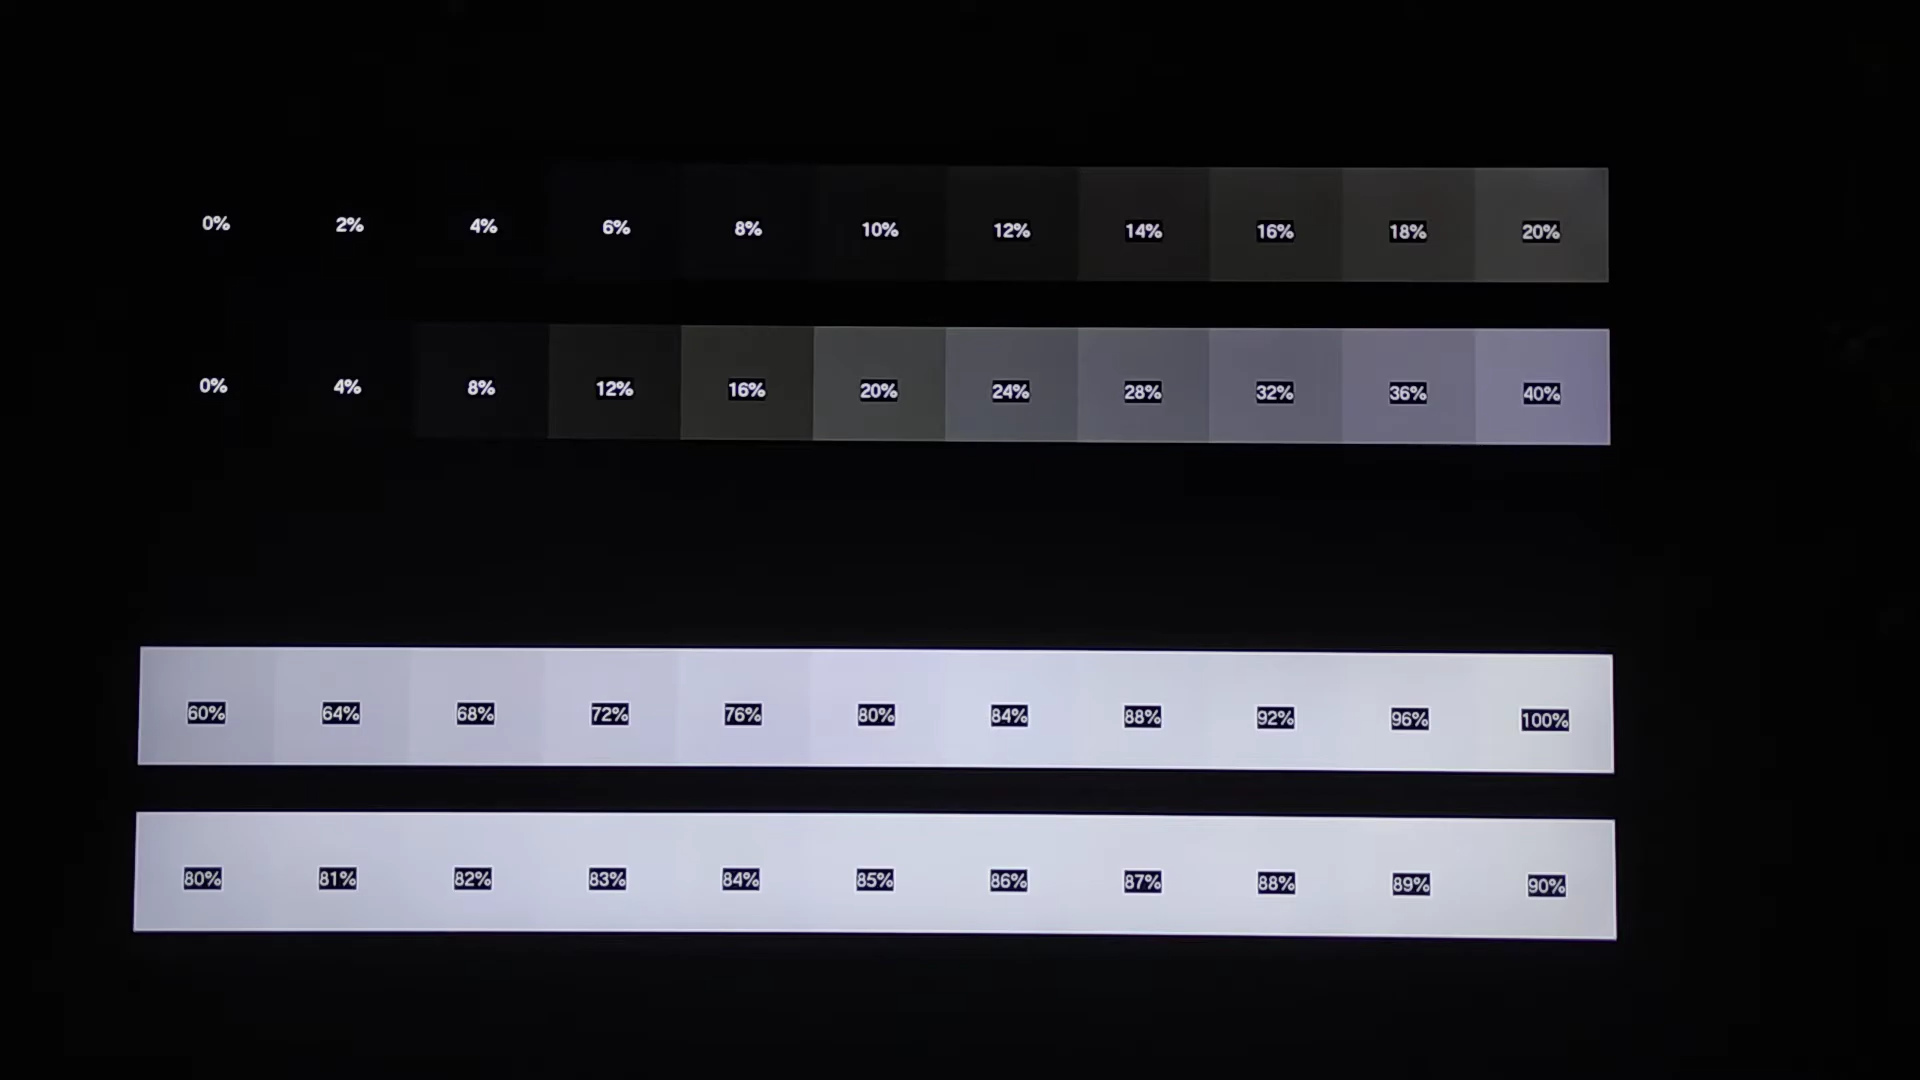 0% 2% 4% 6% 8% 10% 12% 14% 16% 18% 20%
0% 4% 8% 12% 16% 20% 24% 28% 32% 36% 40%
60% 64% 68% 72% 76% 80% 84% 88% 92% 96% 100%
80% 81% 82% 83% 84% 85% 86% 87% 88% 89% 90%